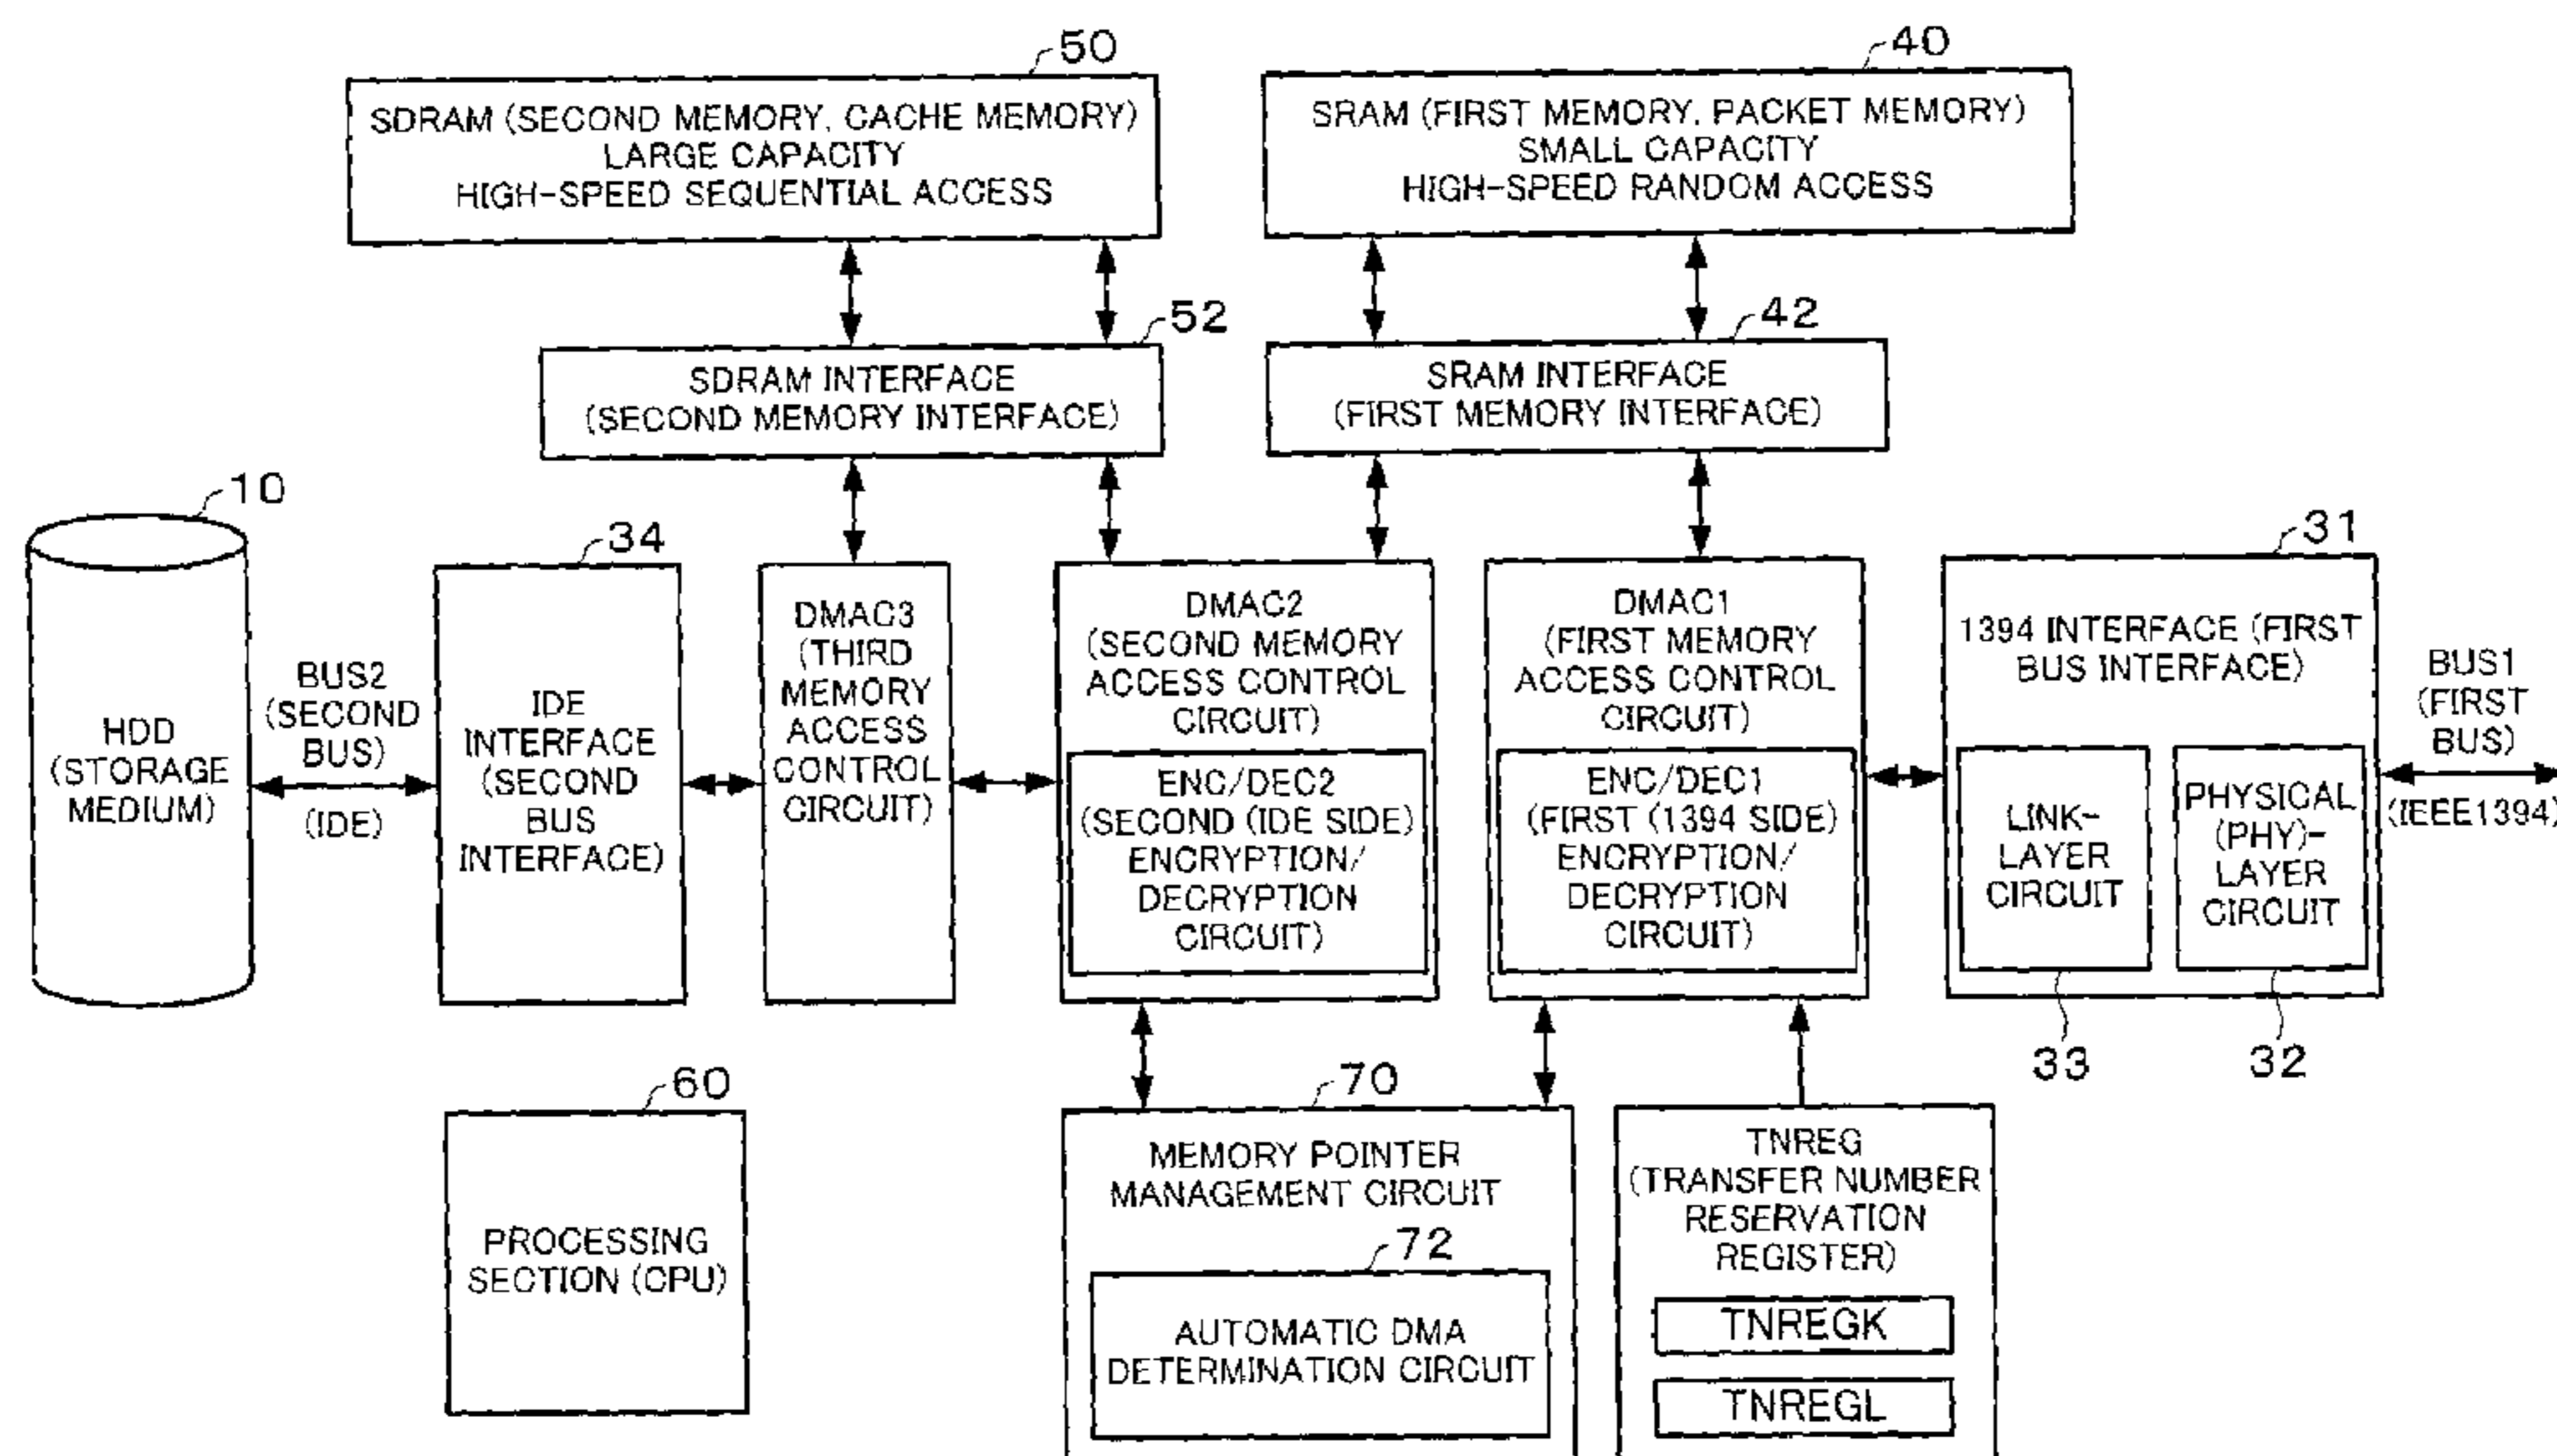 50
SDRAM (SECOND MEMORY, CACHE MEMORY)
LARGE CAPACITY
HIGH-SPEED SEQUENTIAL ACCESS
40
SRAM (FIRST MEMORY, PACKET MEMORY)
SMALL CAPACITY
HIGH-SPEED RANDOM ACCESS
52
SDRAM INTERFACE
(SECOND MEMORY INTERFACE)
42
SRAM INTERFACE
(FIRST MEMORY INTERFACE)
10
HDD
(STORAGE
MEDIUM)
BUS2
(SECOND
BUS)
(IDE)
34
IDE
INTERFACE
(SECOND
BUS
INTERFACE)
DMAC3
(THIRD
MEMORY
ACCESS
CONTROL
CIRCUIT)
DMAC2
(SECOND MEMORY
ACCESS CONTROL
CIRCUIT)
ENC/DEC2
(SECOND (IDE SIDE)
ENCRYPTION/
DECRYPTION
CIRCUIT)
DMAC1
(FIRST MEMORY
ACCESS CONTROL
CIRCUIT)
ENC/DEC1
(FIRST (1394 SIDE)
ENCRYPTION/
DECRYPTION
CIRCUIT)
31
1394 INTERFACE (FIRST
BUS INTERFACE)
LINK-
LAYER
CIRCUIT
PHYSICAL
(PHY)-
LAYER
CIRCUIT
33
32
BUS1
(FIRST
BUS)
(IEEE1394)
60
PROCESSING
SECTION (CPU)
70
MEMORY POINTER
MANAGEMENT CIRCUIT
72
AUTOMATIC DMA
DETERMINATION CIRCUIT
TNREG
(TRANSFER NUMBER
RESERVATION
REGISTER)
TNREGK
TNREGL